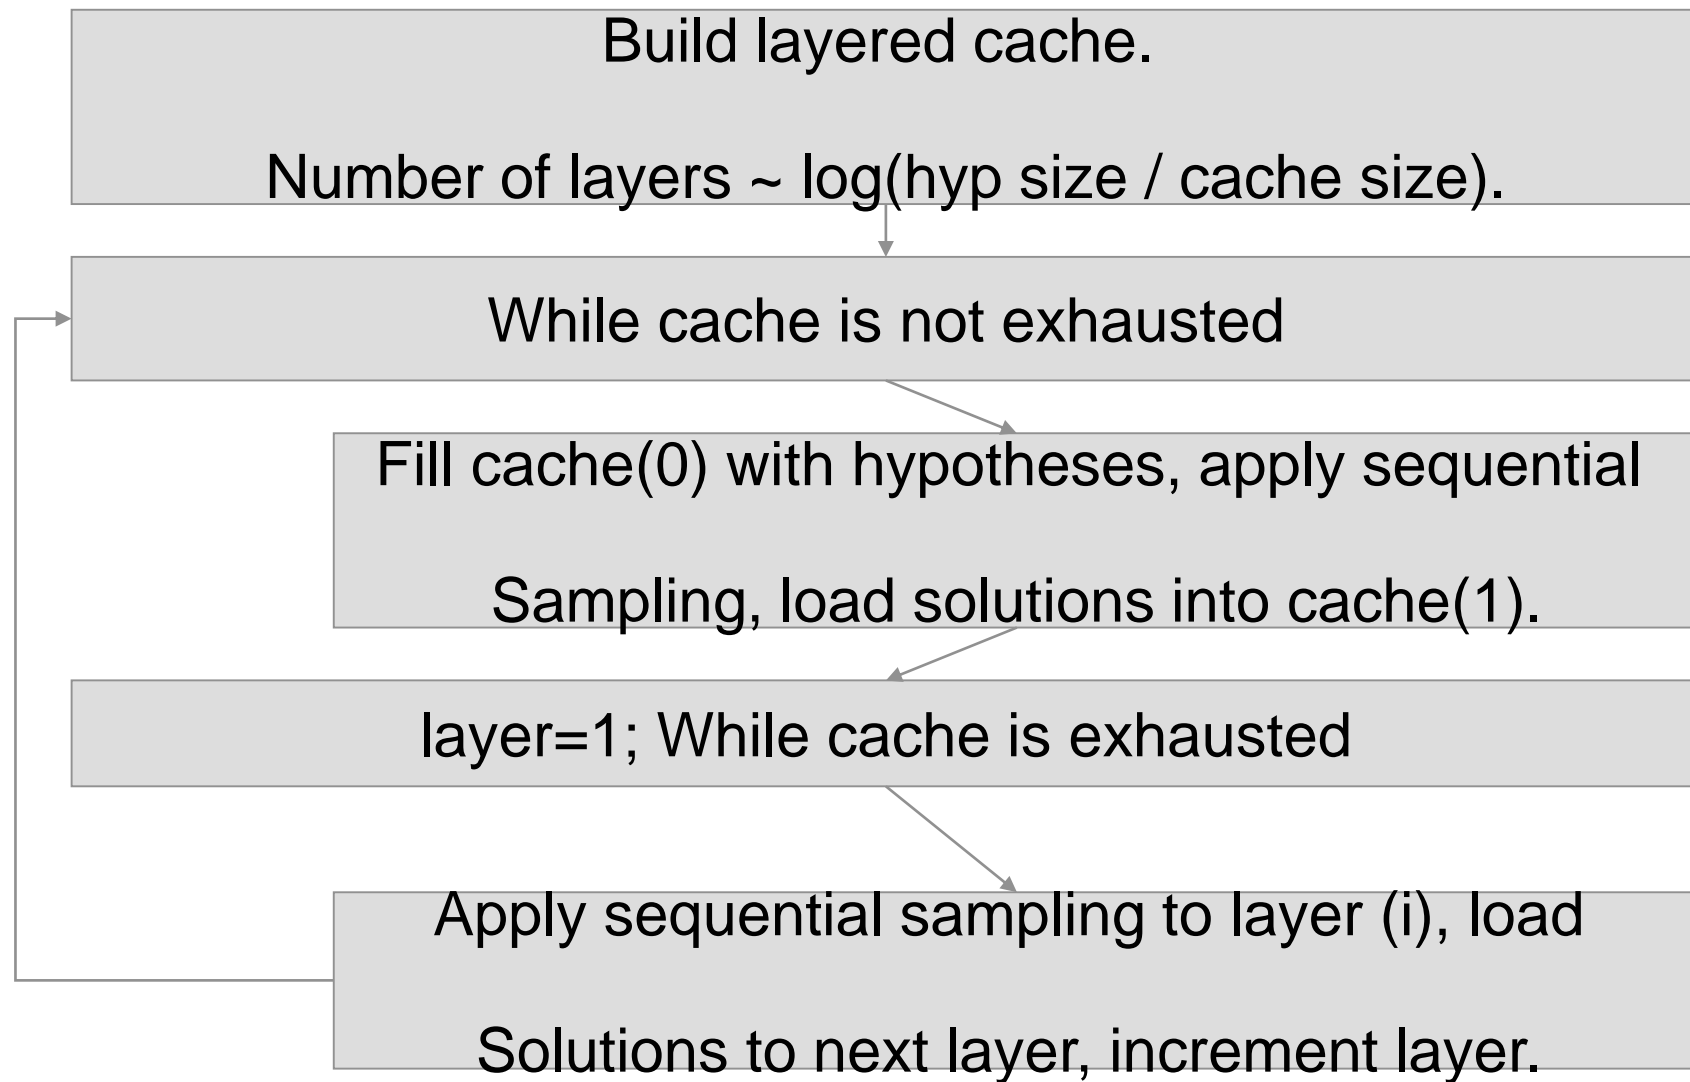 Build layered cache.
Number of layers ~ log(hyp size / cache size).
While cache is not exhausted
Fill cache(0) with hypotheses, apply sequential
Sampling, load solutions into cache(1).
layer=1; While cache is exhausted
Apply sequential sampling to layer (i), load
Solutions to next layer, increment layer.